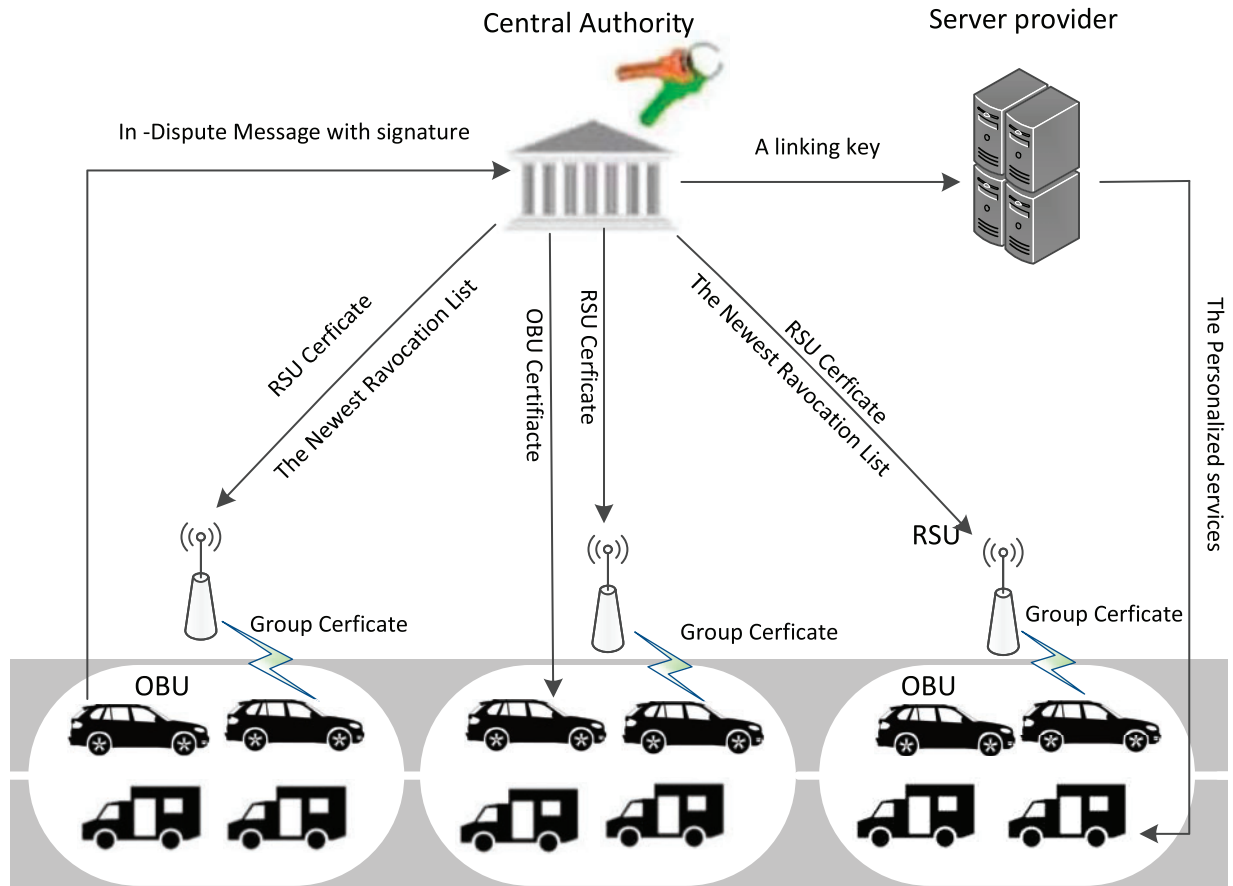 Central Authority
Server provider
In -Dispute Message with signature
A linking key
RSU Cerficate
The Newest Ravocation List
OBU Certifiacte
RSU Cerficate
RSU Cerficate
The Newest Ravocation List
The Personalized services
RSU
Group Cerficate
Group Cerficate
Group Cerficate
OBU
OBU